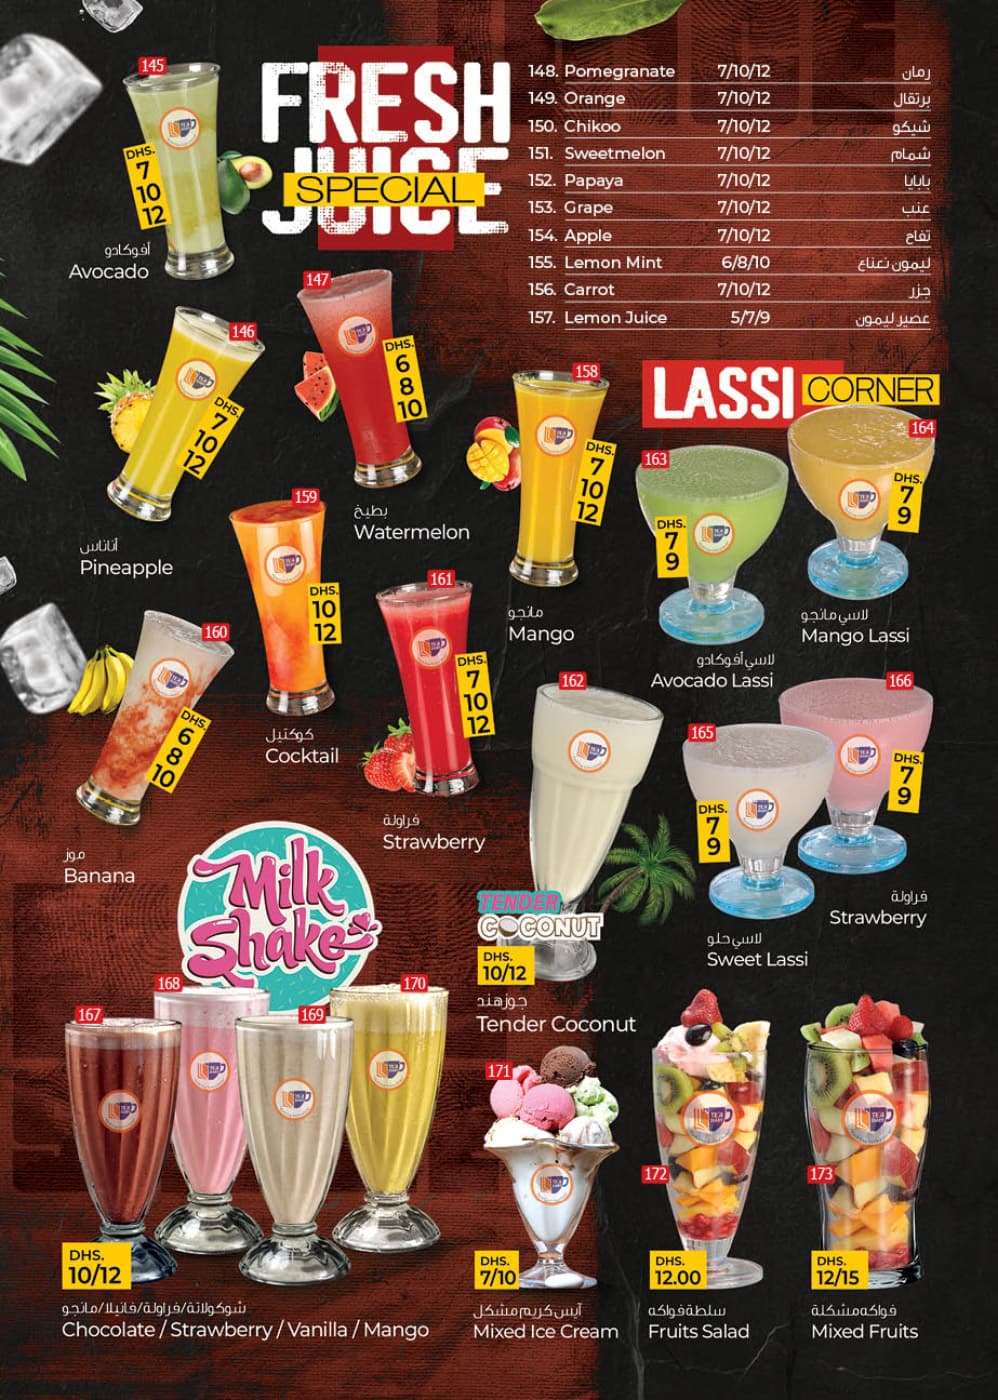 FRESH
JUICE
SPECIAL
148. Pomegranate 7/10/12 رمان
149. Orange 7/10/12 برتقال
150. Chikoo 7/10/12 شيكو
151. Sweetmelon 7/10/12 شمام
152. Papaya 7/10/12 بابايا
153. Grape 7/10/12 عنب
154. Apple 7/10/12 تفاح
155. Lemon Mint 6/8/10 ليمون نعناع
156. Carrot 7/10/12 جزر
157. Lemon Juice 5/7/9 عصير ليمون
145
DHS.
7
10
12
أفوكادو
Avocado
146
DHS.
7
10
12
أناناس
Pineapple
147
DHS.
6
8
10
بطيخ
Watermelon
158
DHS.
7
10
12
مانجو
Mango
159
DHS.
10
12
كوكتيل
Cocktail
160
DHS.
6
8
10
موز
Banana
161
DHS.
7
10
12
فراولة
Strawberry
162
TENDER
COCONUT
DHS.
10/12
جوز هند
Tender Coconut
LASSI
CORNER
163
DHS.
7
9
لاسي أفوكادو
Avocado Lassi
164
DHS.
7
9
لاسي مانجو
Mango Lassi
165
DHS.
7
9
لاسي حلو
Sweet Lassi
166
DHS.
7
9
فراولة
Strawberry
Milk
Shake
167
168
169
170
DHS.
10/12
شوكولاتة/فراولة/فانيلا/مانجو
Chocolate / Strawberry / Vanilla / Mango
171
DHS.
7/10
آيس كريم مشكل
Mixed Ice Cream
172
DHS.
12.00
سلطة فواكه
Fruits Salad
173
DHS.
12/15
فواكه مشكلة
Mixed Fruits